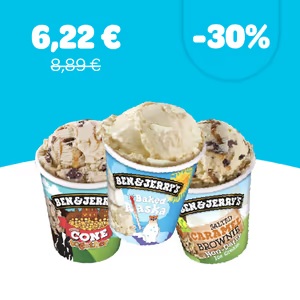 6,22 €
-30%
8,89 €
BEN & JERRY'S
CONE
BEN & JERRY'S
Baked
Alaska
BEN & JERRY'S
SALTED
CARAMEL
BROWNIE